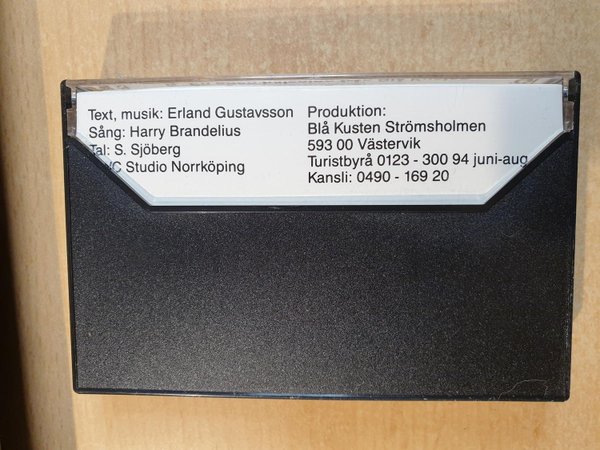 Text, musik: Erland Gustavsson
Sång: Harry Brandelius
Tal: S. Sjöberg
Studio Norrköping
Produktion:
Blå Kusten Strömsholmen
593 00 Västervik
Turistbyrå 0123 - 300 94 juni-aug
Kansli: 0490 - 169 20